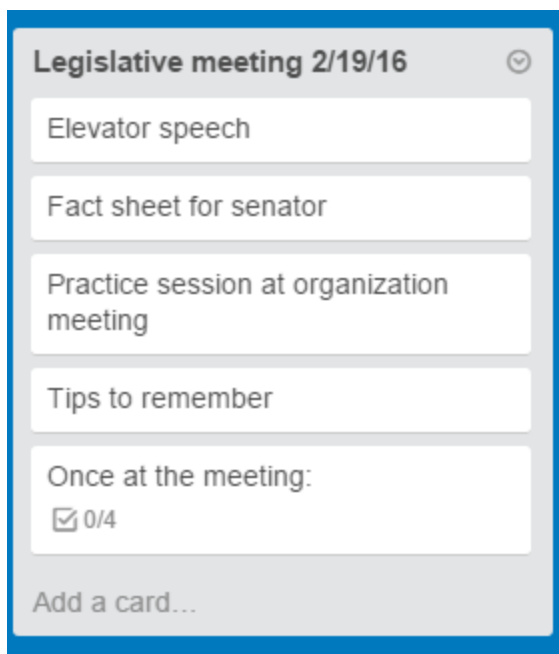 Legislative meeting 2/19/16
Elevator speech
Fact sheet for senator
Practice session at organization
meeting
Tips to remember
Once at the meeting:
0/4
Add a card...